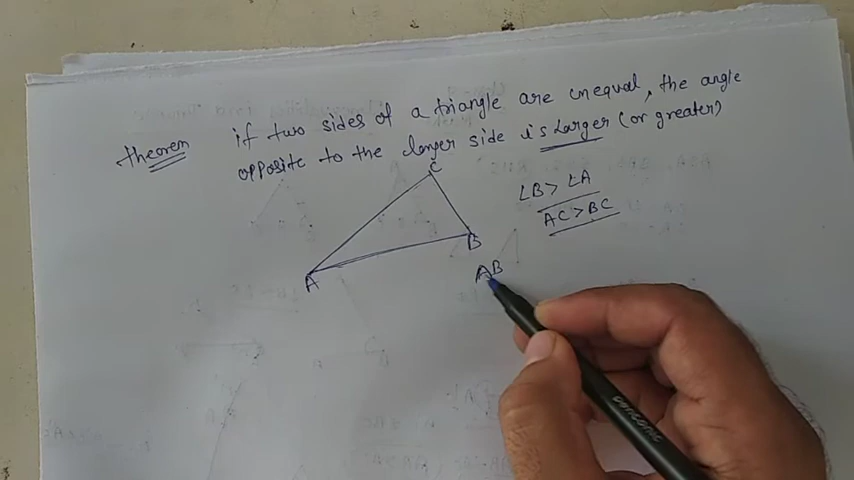 if two sides of a triangle are unequal, the angle
theorem
opposite to the longer side is larger (or greater)
C
∠B > ∠A
AC > BC
B
A
AB